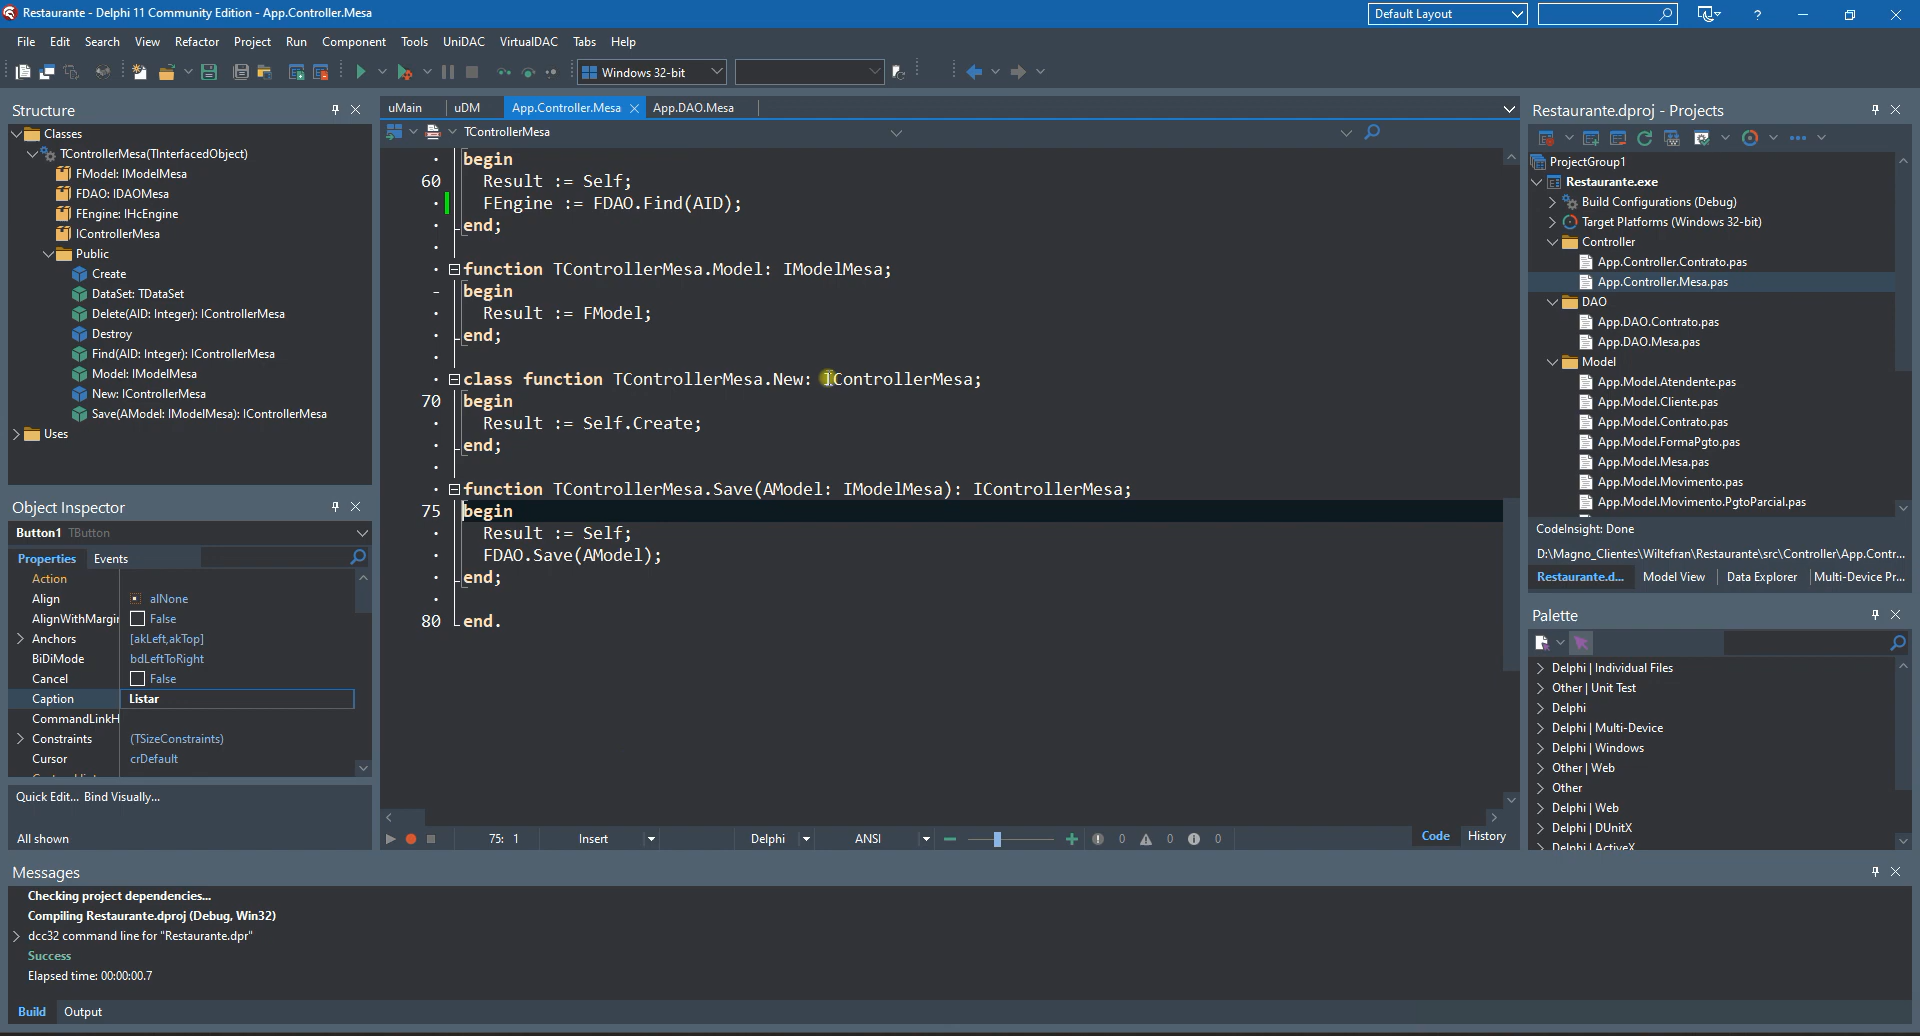 Restaurante - Delphi 11 Community Edition - App.Controller.Mesa
Default Layout
?
File Edit Search View Refactor Project Run Component Tools UniDAC VirtualDAC Tabs Help
Windows 32-bit
Structure
Classes
TControllerMesa(TInterfacedObject)
FModel: IModelMesa
FDAO: IDAOMesa
FEngine: IHcEngine
IControllerMesa
Public
Create
DataSet: TDataSet
Delete(AID: Integer): IControllerMesa
Destroy
Find(AID: Integer): IControllerMesa
Model: IModelMesa
New: IControllerMesa
Save(AModel: IModelMesa): IControllerMesa
Uses
Object Inspector
Button1 TButton
Properties Events
Action
Align alNone
AlignWithMargin False
Anchors [akLeft,akTop]
BiDiMode bdLeftToRight
Cancel False
Caption Listar
CommandLinkH
Constraints (TSizeConstraints)
Cursor crDefault
Quick Edit... Bind Visually...
All shown
uMain uDM App.Controller.Mesa App.DAO.Mesa
TControllerMesa
begin
60 Result := Self;
FEngine := FDAO.Find(AID);
end;
function TControllerMesa.Model: IModelMesa;
begin
Result := FModel;
end;
class function TControllerMesa.New: IControllerMesa;
70 begin
Result := Self.Create;
end;
function TControllerMesa.Save(AModel: IModelMesa): IControllerMesa;
75 begin
Result := Self;
FDAO.Save(AModel);
end;
80 end.
75: 1 Insert Delphi ANSI 0 0 0 Code History
Restaurante.dproj - Projects
ProjectGroup1
Restaurante.exe
Build Configurations (Debug)
Target Platforms (Windows 32-bit)
Controller
App.Controller.Contrato.pas
App.Controller.Mesa.pas
DAO
App.DAO.Contrato.pas
App.DAO.Mesa.pas
Model
App.Model.Atendente.pas
App.Model.Cliente.pas
App.Model.Contrato.pas
App.Model.FormaPgto.pas
App.Model.Mesa.pas
App.Model.Movimento.pas
App.Model.Movimento.PgtoParcial.pas
CodeInsight: Done
D:\Magno_Clientes\Wiltefran\Restaurante\src\Controller\App.Contr...
Restaurante.d... Model View Data Explorer Multi-Device Pr...
Palette
Delphi | Individual Files
Other | Unit Test
Delphi
Delphi | Multi-Device
Delphi | Windows
Other | Web
Other
Delphi | Web
Delphi | DUnitX
Delphi | ActiveX
Messages
Checking project dependencies...
Compiling Restaurante.dproj (Debug, Win32)
dcc32 command line for "Restaurante.dpr"
Success
Elapsed time: 00:00:00.7
Build Output